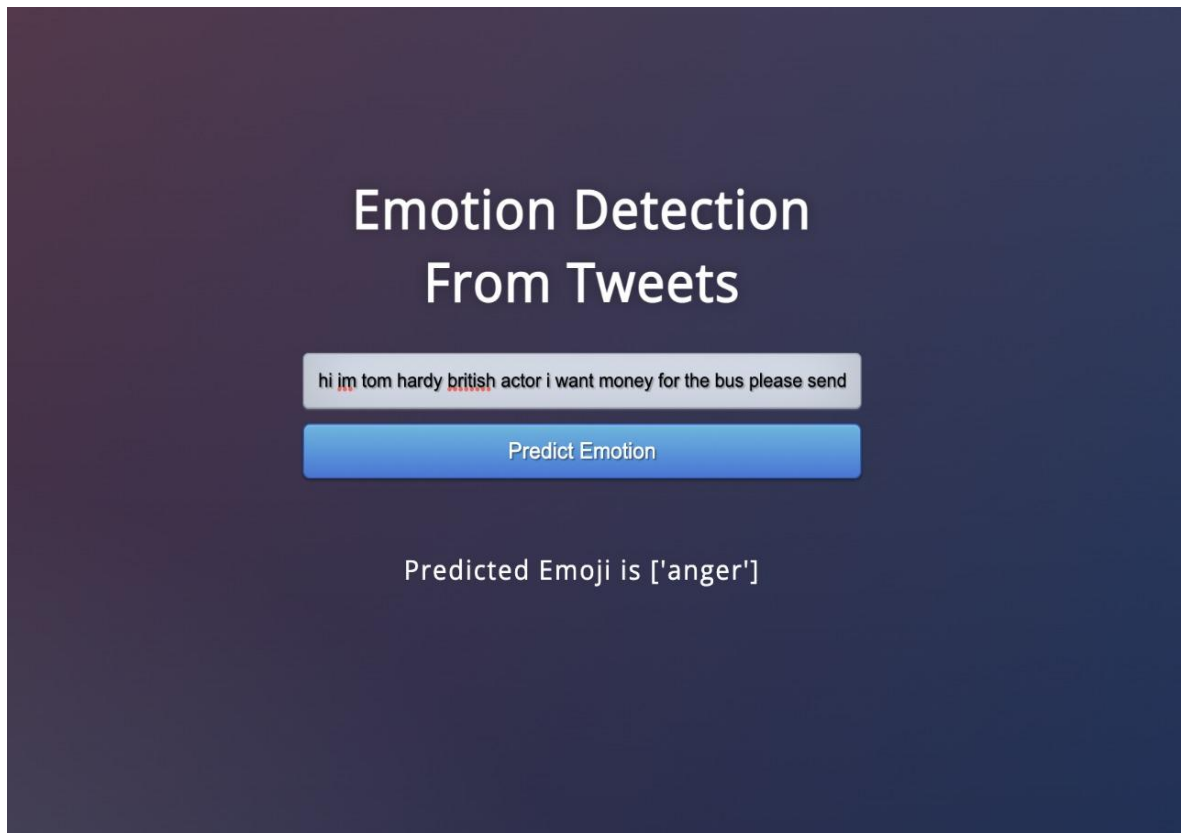 Emotion Detection
From Tweets
hi im tom hardy british actor i want money for the bus please send
Predict Emotion
Predicted Emoji is ['anger']